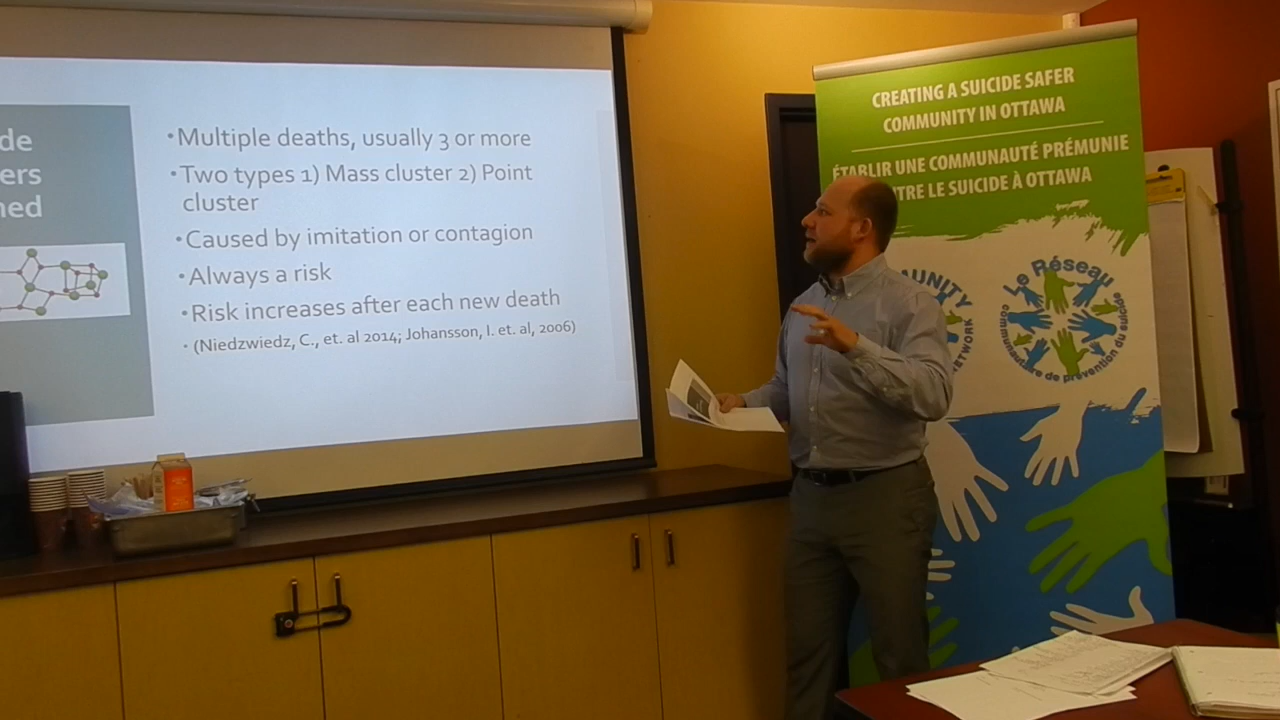 de
ers
ned
•Multiple deaths, usually 3 or more
•Two types 1) Mass cluster 2) Point
cluster
•Caused by imitation or contagion
•Always a risk
•Risk increases after each new death
•(Niedzwiedz, C., et. al 2014; Johansson, I. et. al, 2006)
CREATING A SUICIDE SAFER
COMMUNITY IN OTTAWA
ÉTABLIR UNE COMMUNAUTÉ PRÉMUNIE
NTRE LE SUICIDE À OTTAWA
UNITY
NETWORK
Le Réseau
communautaire de prévention du suicide